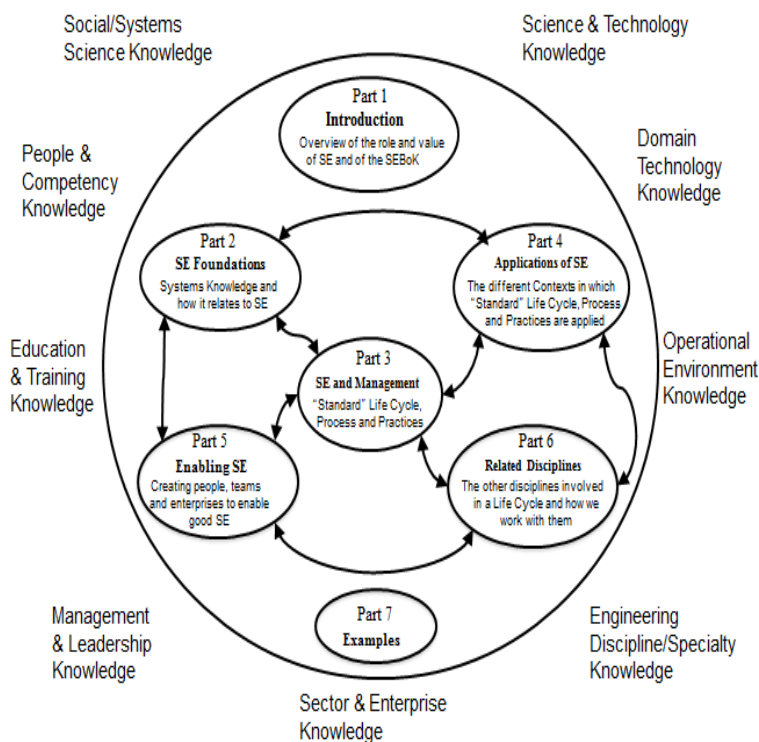 Social/Systems
Science Knowledge
Science & Technology
Knowledge
Part 1
Introduction
Overview of the role and value
of SE and of the SEBoK
People &
Competency
Knowledge
Domain
Technology
Knowledge
Part 2
SE Foundations
Systems Knowledge and
how it relates to SE
Part 4
Applications of SE
The different Contexts in which
“Standard” Life Cycle, Process
and Practices are applied
Education
& Training
Knowledge
Part 3
SE and Management
“Standard” Life Cycle,
Process and Practices
Operational
Environment
Knowledge
Part 5
Enabling SE
Creating people, teams
and enterprises to enable
good SE
Part 6
Related Disciplines
The other disciplines involved
in a Life Cycle and how we
work with them
Management
& Leadership
Knowledge
Part 7
Examples
Engineering
Discipline/Specialty
Knowledge
Sector & Enterprise
Knowledge